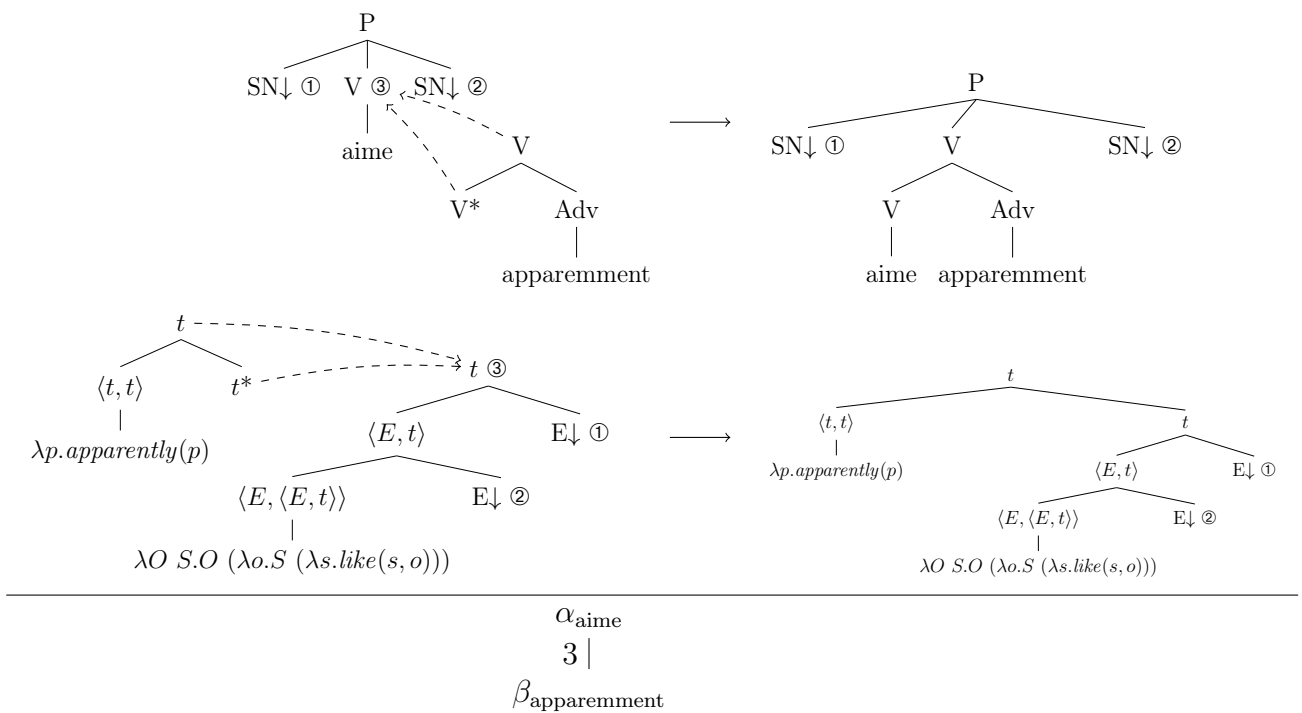 P
SN↓ ① V ③ SN↓ ②
aime
V
V* Adv
apparemment
P
SN↓ ① V SN↓ ②
V Adv
aime apparemment
t
⟨t, t⟩ t*
λp.apparently(p)
t ③
⟨E, t⟩ E↓ ①
⟨E, ⟨E, t⟩⟩ E↓ ②
λO S.O (λo.S (λs.like(s, o)))
t
⟨t, t⟩ t
λp.apparently(p) ⟨E, t⟩ E↓ ①
⟨E, ⟨E, t⟩⟩ E↓ ②
λO S.O (λo.S (λs.like(s, o)))
α_aime
3
β_apparemment